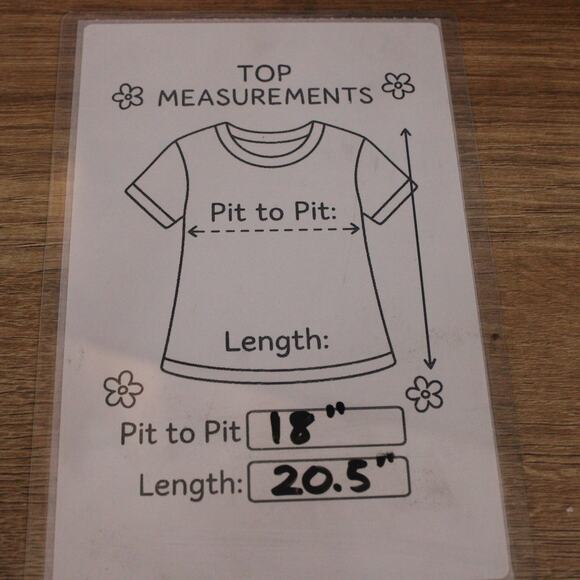 TOP
MEASUREMENTS
Pit to Pit:
Length:
Pit to Pit 18"
Length: 20.5"